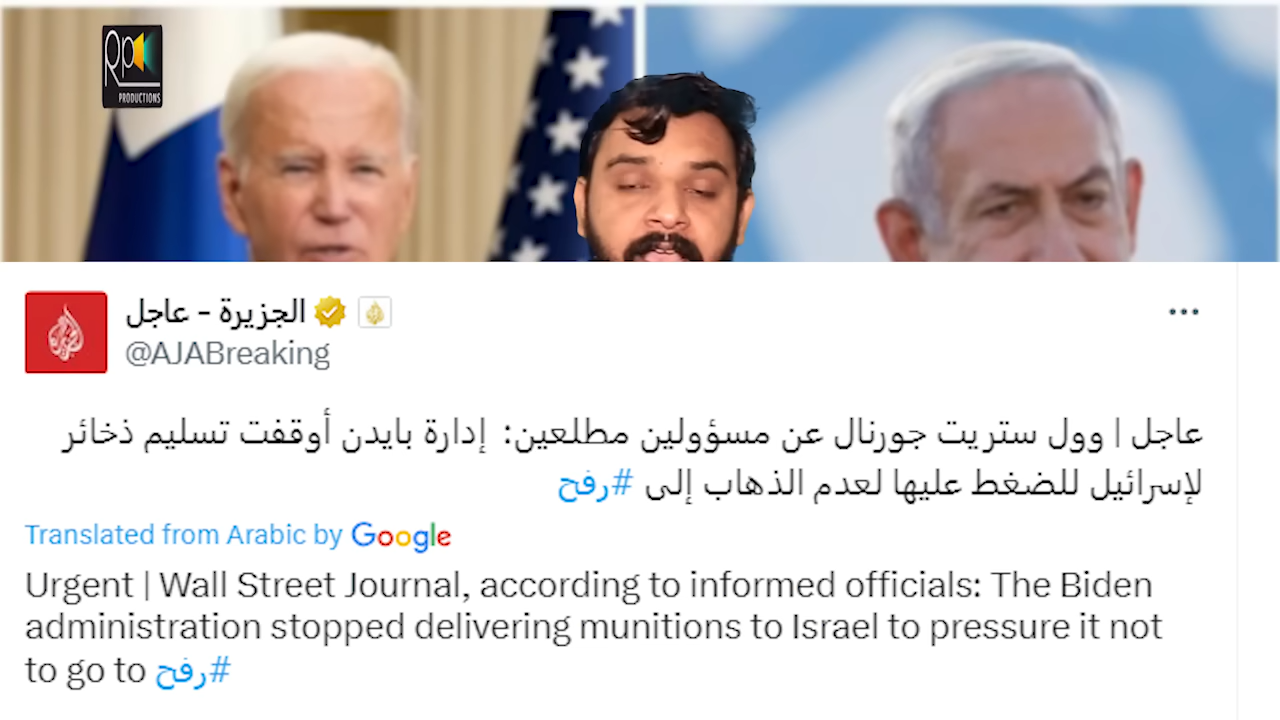 Rp
PRODUCTIONS
الجزيرة - عاجل
@AJABreaking
عاجل | وول ستريت جورنال عن مسؤولين مطلعين: إدارة بايدن أوقفت تسليم ذخائر
لإسرائيل للضغط عليها لعدم الذهاب إلى #رفح
Translated from Arabic by Google
Urgent | Wall Street Journal, according to informed officials: The Biden
administration stopped delivering munitions to Israel to pressure it not
to go to #رفح